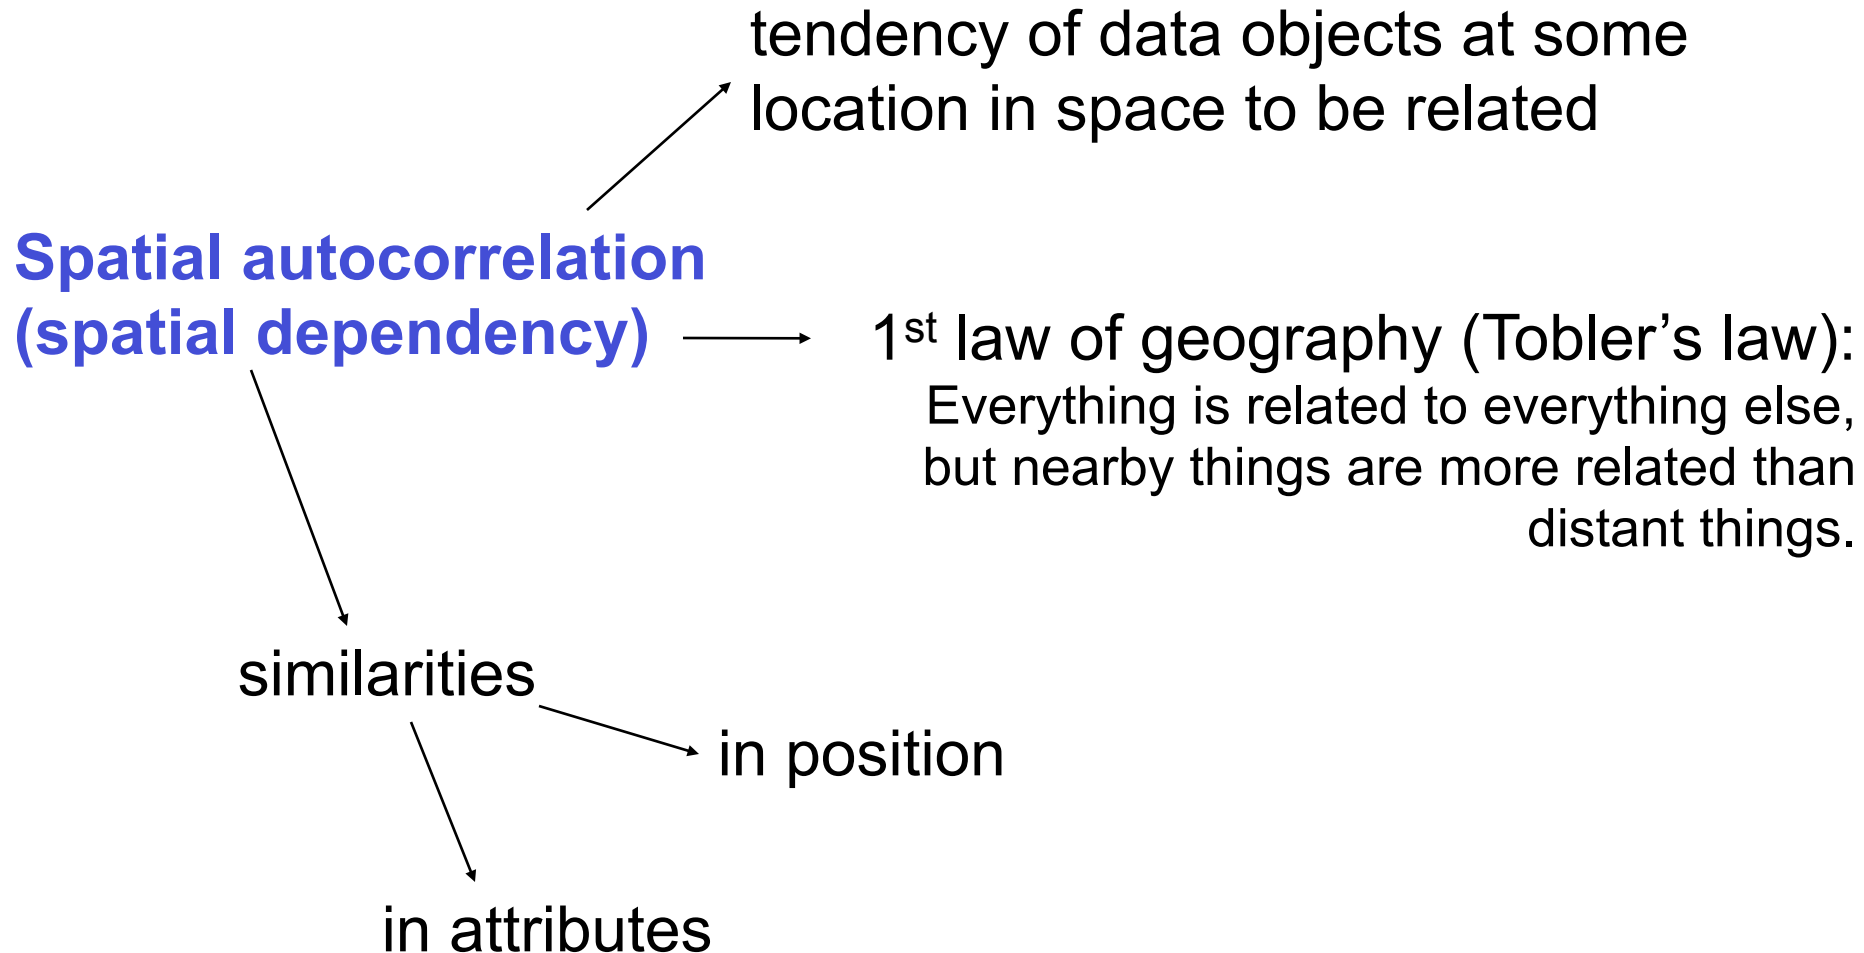 tendency of data objects at some
location in space to be related
Spatial autocorrelation
(spatial dependency)
1st law of geography (Tobler’s law):
Everything is related to everything else,
but nearby things are more related than
distant things.
similarities
in position
in attributes